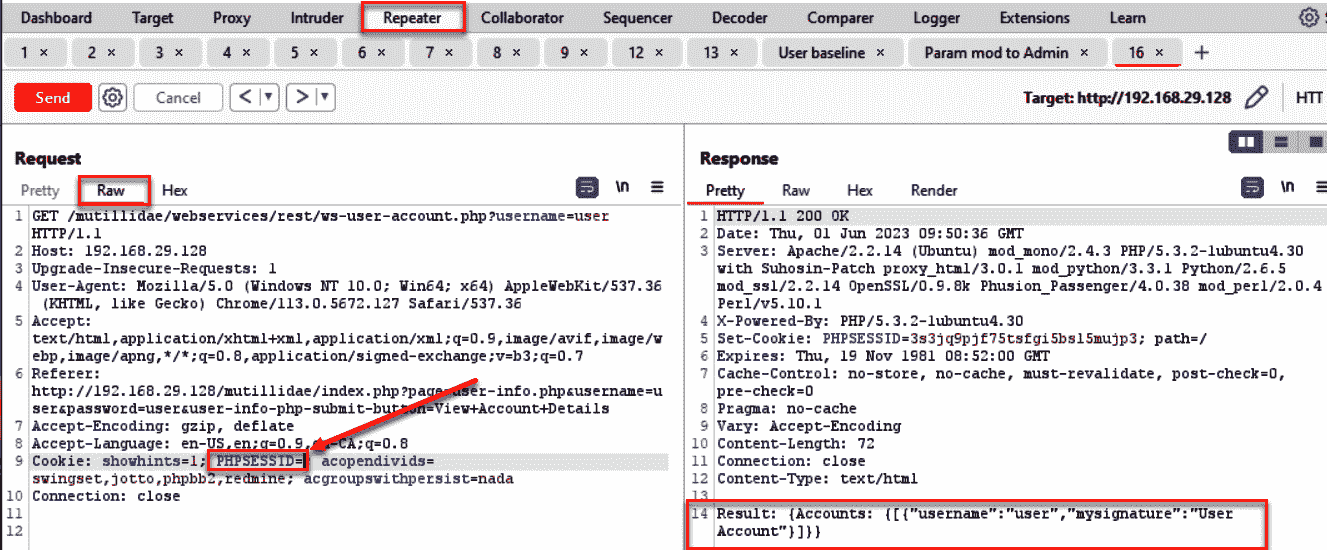 Dashboard Target Proxy Intruder Repeater Collaborator Sequencer Decoder Comparer Logger Extensions Learn
1 × 2 × 3 × 4 × 5 × 6 × 7 × 8 × 9 × 12 × 13 × User baseline × Param mod to Admin × 16 × +
Send Cancel < > Target: http://192.168.29.128 HTT
Request
Pretty Raw Hex \n
1 GET /mutillidae/webservices/rest/ws-user-account.php?username=user
HTTP/1.1
2 Host: 192.168.29.128
3 Upgrade-Insecure-Requests: 1
4 User-Agent: Mozilla/5.0 (Windows NT 10.0; Win64; x64) AppleWebKit/537.36
(KHTML, like Gecko) Chrome/113.0.5672.127 Safari/537.36
5 Accept:
text/html,application/xhtml+xml,application/xml;q=0.9,image/avif,image/w
ebp,image/apng,*/*;q=0.8,application/signed-exchange;v=b3;q=0.7
6 Referer:
http://192.168.29.128/mutillidae/index.php?page=user-info.php&username=u
ser&password=user&user-info-php-submit-button=View+Account+Details
7 Accept-Encoding: gzip, deflate
8 Accept-Language: en-US,en;q=0.9,en-CA;q=0.8
9 Cookie: showhints=1; PHPSESSID= acopendivids=
swingset,jotto,phpbb2,redmine; acgroupswithpersist=nada
10 Connection: close
11
12
Response
Pretty Raw Hex Render \n
1 HTTP/1.1 200 OK
2 Date: Thu, 01 Jun 2023 09:50:36 GMT
3 Server: Apache/2.2.14 (Ubuntu) mod_mono/2.4.3 PHP/5.3.2-1ubuntu4.30
with Suhosin-Patch proxy_html/3.0.1 mod_python/3.3.1 Python/2.6.5
mod_ssl/2.2.14 OpenSSL/0.9.8k Phusion_Passenger/4.0.38 mod_perl/2.0.4
Perl/v5.10.1
4 X-Powered-By: PHP/5.3.2-1ubuntu4.30
5 Set-Cookie: PHPSESSID=3s3jq9pjf75tsfgi5bsl5mujp3; path=/
6 Expires: Thu, 19 Nov 1981 08:52:00 GMT
7 Cache-Control: no-store, no-cache, must-revalidate, post-check=0,
pre-check=0
8 Pragma: no-cache
9 Vary: Accept-Encoding
10 Content-Length: 72
11 Connection: close
12 Content-Type: text/html
13
14 Result: {Accounts: {[{"username":"user","mysignature":"User
Account"}]}}